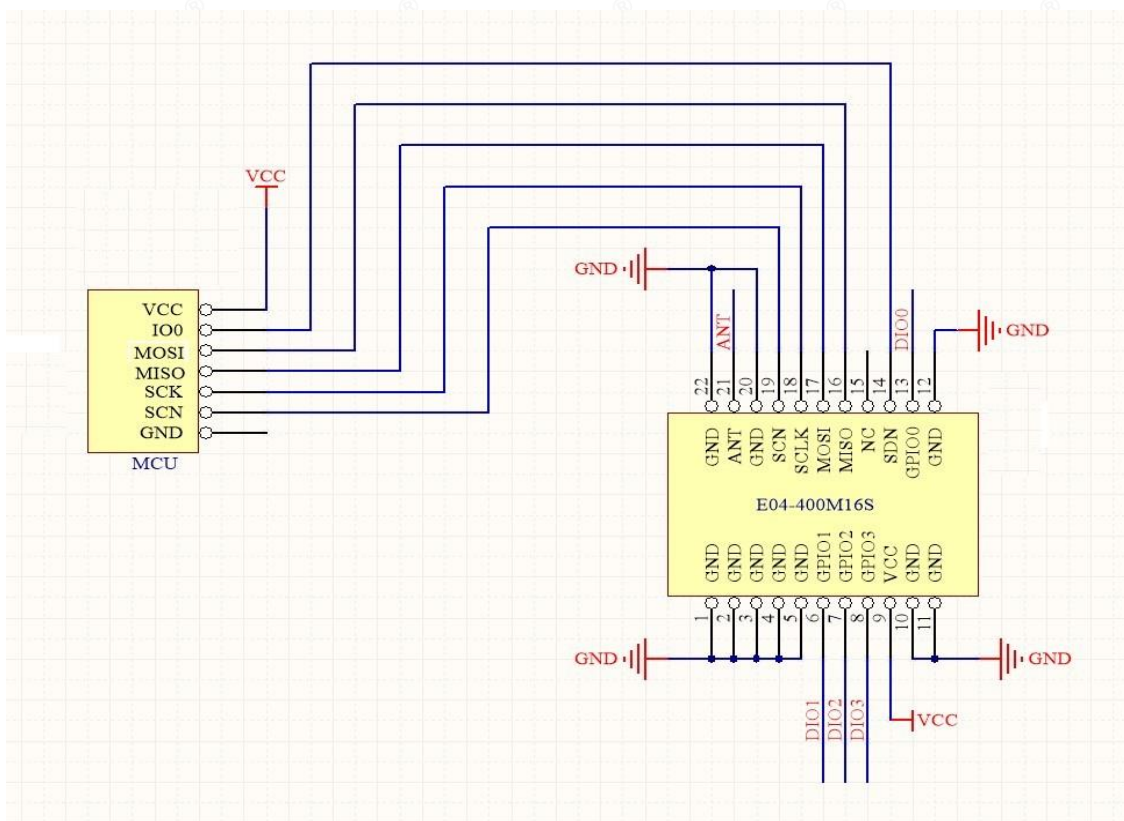 VCC
VCC
IO0
MOSI
MISO
SCK
SCN
GND
MCU
GND
ANT
DIO0
GND
22
21
20
19
18
17
16
15
14
13
12
GND
ANT
GND
SCN
SCLK
MOSI
MISO
NC
SDN
GPIO0
GND
E04-400M16S
GND
GND
GND
GND
GND
GPIO1
GPIO2
GPIO3
VCC
GND
GND
1
2
3
4
5
6
7
8
9
10
11
GND
GND
DIO1
DIO2
DIO3
VCC